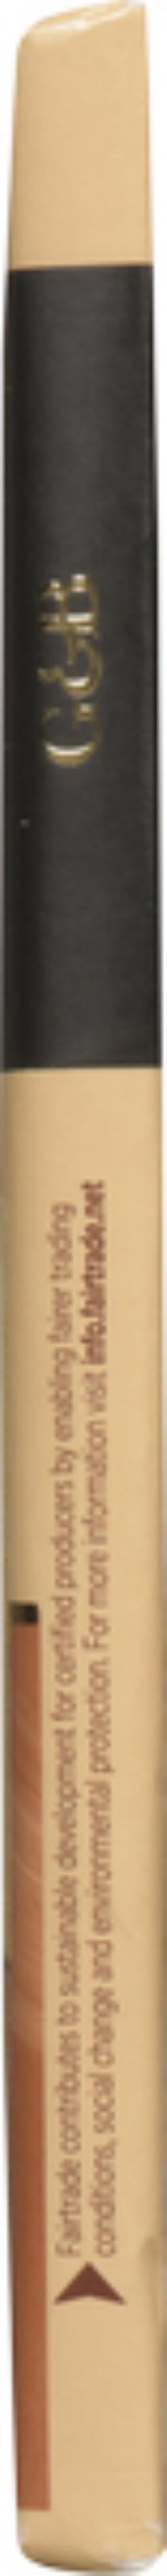 Fairtrade contributes to sustainable development for certified producers by enabling fairer trading
conditions, social change and environmental protection. For more information visit info.fairtrade.net